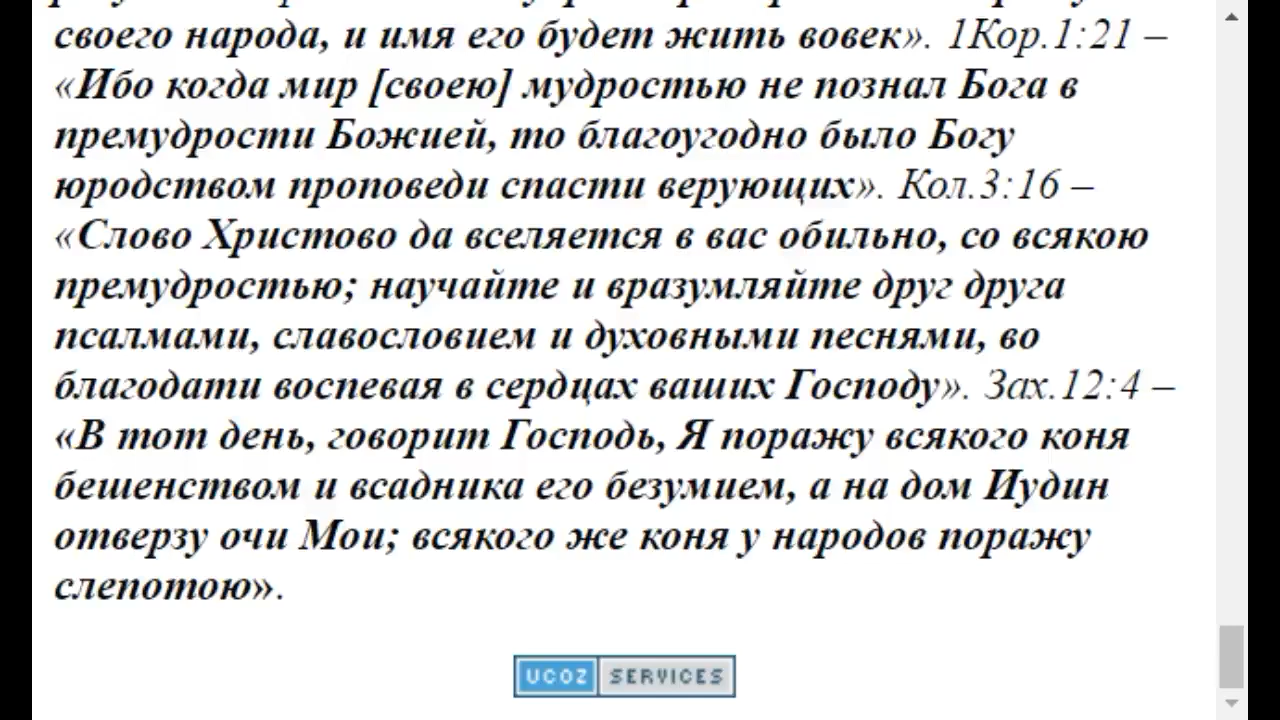 своего народа, и имя его будет жить вовек». 1Кор.1:21 –
«Ибо когда мир [своею] мудростью не познал Бога в
премудрости Божией, то благоугодно было Богу
юродством проповеди спасти верующих». Кол.3:16 –
«Слово Христово да вселяется в вас обильно, со всякою
премудростью; научайте и вразумляйте друг друга
псалмами, славословием и духовными песнями, во
благодати воспевая в сердцах ваших Господу». Зах.12:4 –
«В тот день, говорит Господь, Я поражу всякого коня
бешенством и всадника его безумием, а на дом Иудин
отверзу очи Мои; всякого же коня у народов поражу
слепотою».
UCOZ SERVICES